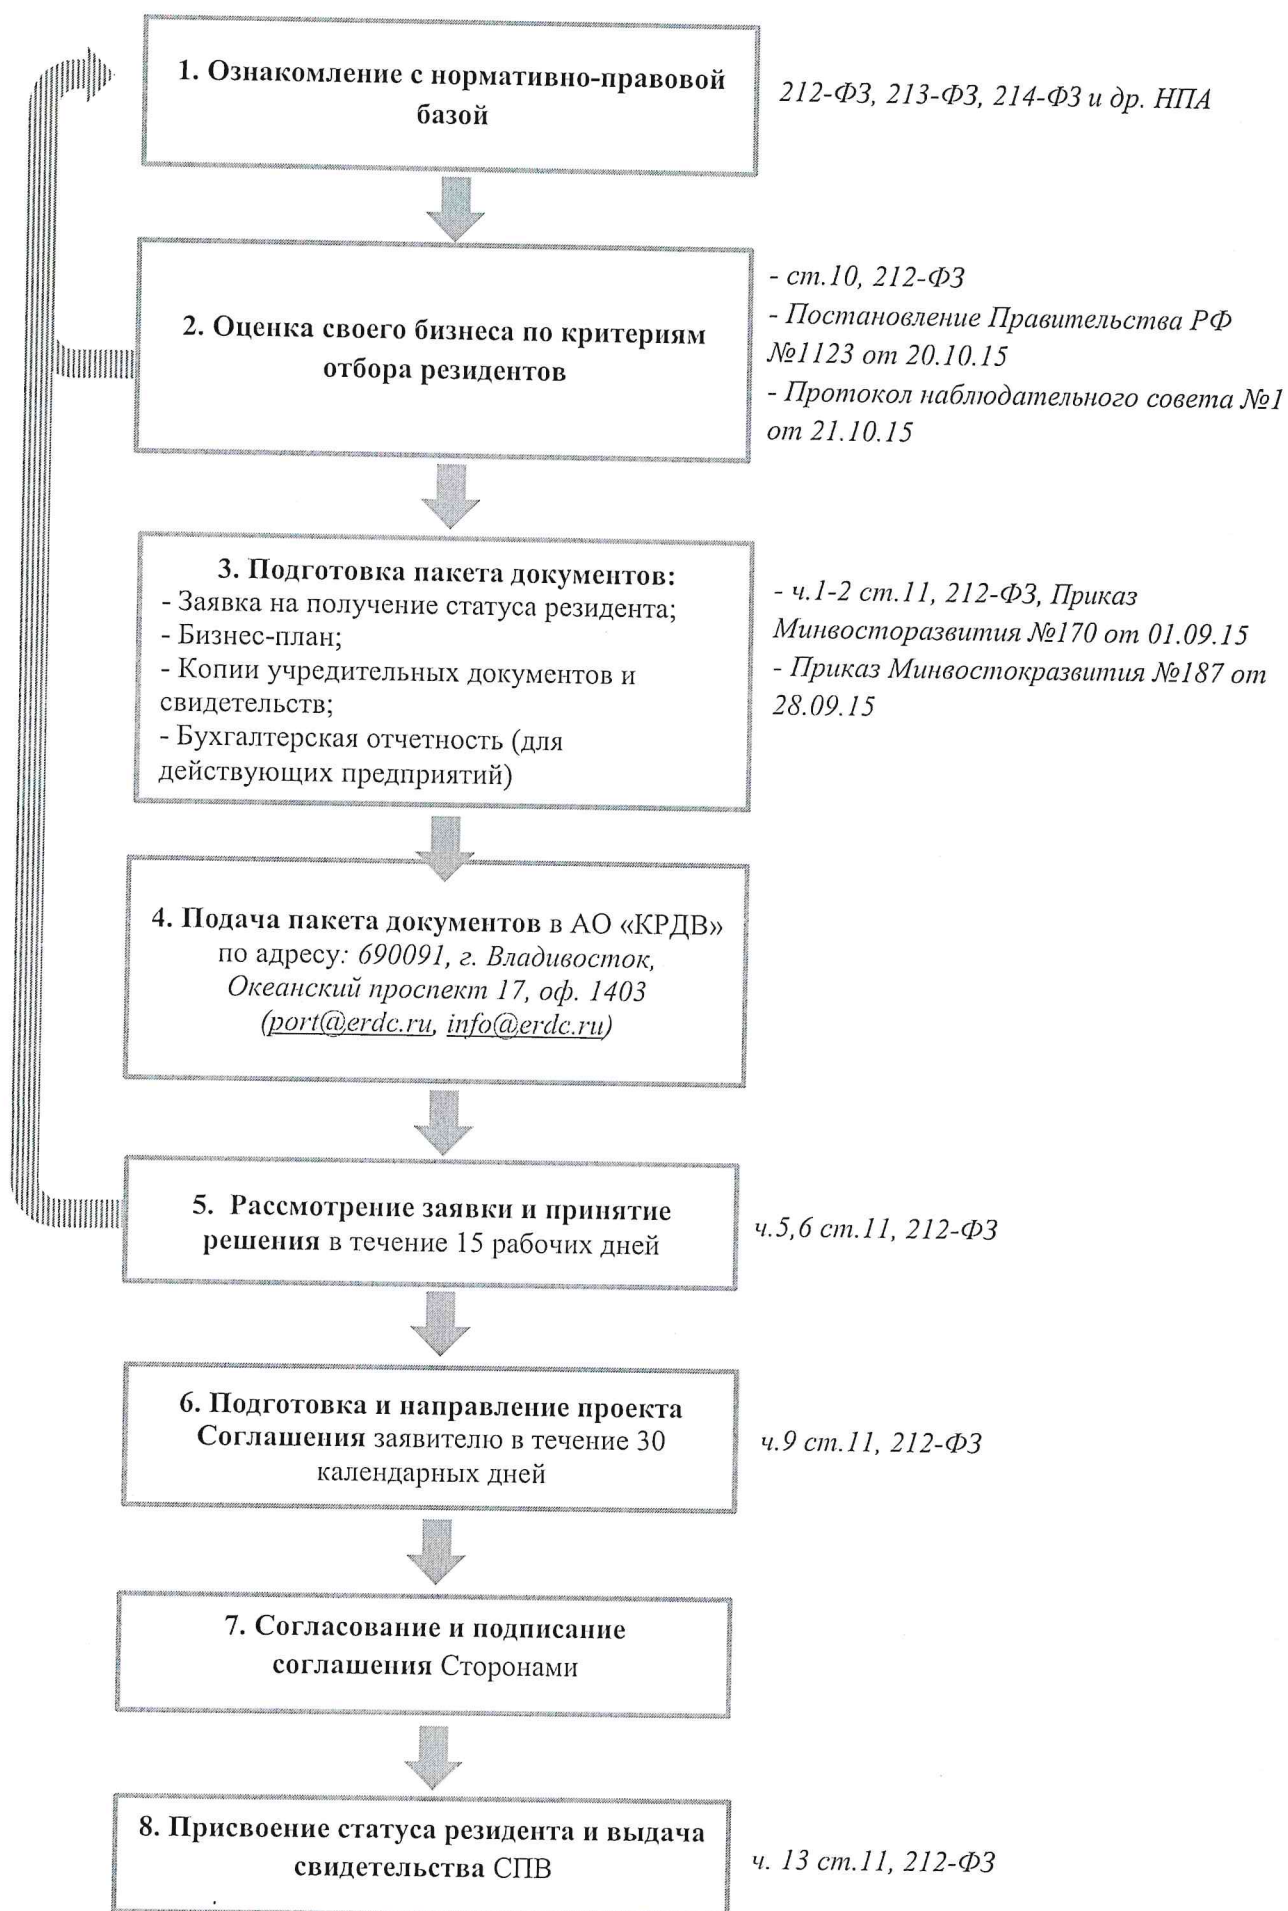 1. Ознакомление с нормативно-правовой
базой
212-ФЗ, 213-ФЗ, 214-ФЗ и др. НПА
2. Оценка своего бизнеса по критериям
отбора резидентов
- ст.10, 212-ФЗ
- Постановление Правительства РФ
№1123 от 20.10.15
- Протокол наблюдательного совета №1
от 21.10.15
3. Подготовка пакета документов:
- Заявка на получение статуса резидента;
- Бизнес-план;
- Копии учредительных документов и
свидетельств;
- Бухгалтерская отчетность (для
действующих предприятий)
- ч.1-2 ст.11, 212-ФЗ, Приказ
Минвосторазвития №170 от 01.09.15
- Приказ Минвостокразвития №187 от
28.09.15
4. Подача пакета документов в АО «КРДВ»
по адресу: 690091, г. Владивосток,
Океанский проспект 17, оф. 1403
(port@erdc.ru, info@erdc.ru)
5. Рассмотрение заявки и принятие
решения в течение 15 рабочих дней
ч.5,6 ст.11, 212-ФЗ
6. Подготовка и направление проекта
Соглашения заявителю в течение 30
календарных дней
ч.9 ст.11, 212-ФЗ
7. Согласование и подписание
соглашения Сторонами
8. Присвоение статуса резидента и выдача
свидетельства СПВ
ч. 13 ст.11, 212-ФЗ